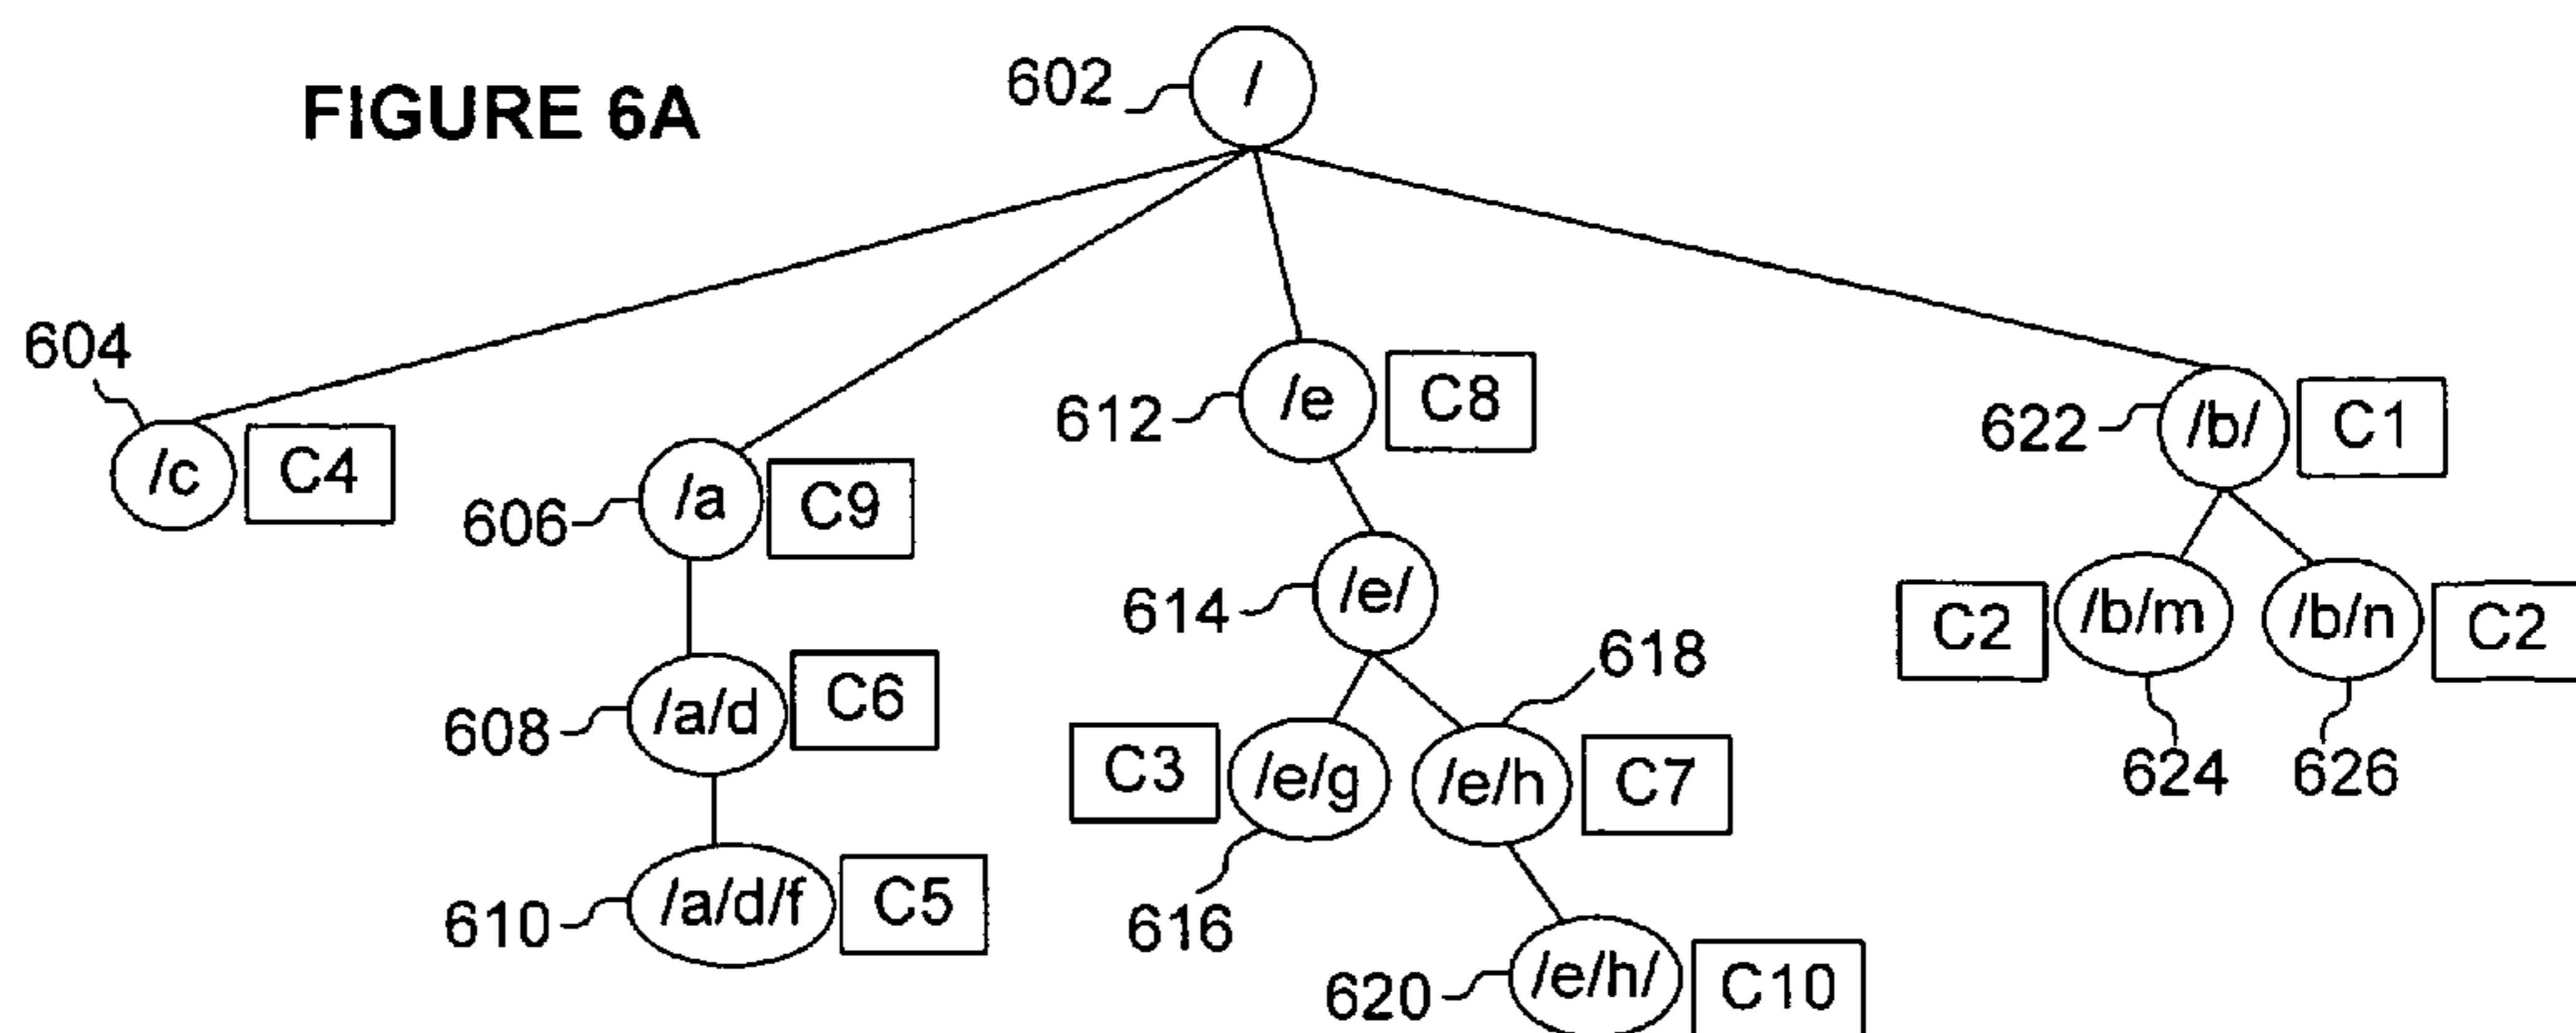 FIGURE 6A
602
/
604
/c
C4
606
/a
C9
612
/e
C8
622
/b/
C1
614
/e/
608
/a/d
C6
C2
/b/m
/b/n
C2
624
626
618
C3
/e/g
/e/h
C7
616
610
/a/d/f
C5
620
/e/h/
C10